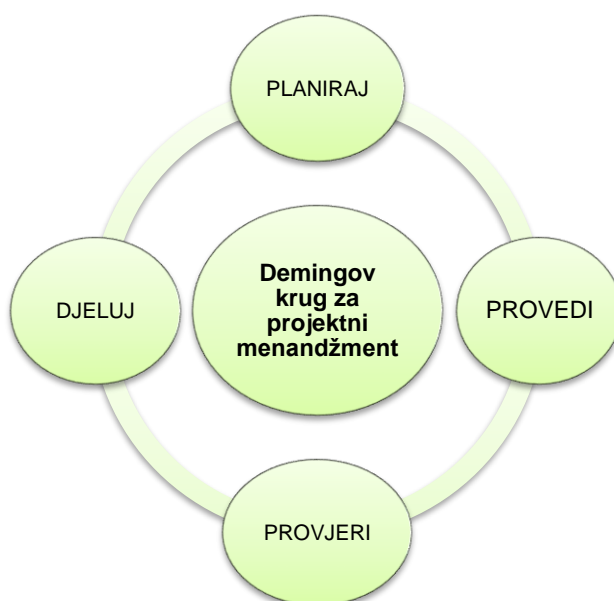 PLANIRAJ
Demingov
krug za
projektni
menandžment
DJELUJ
PROVEDI
PROVJERI